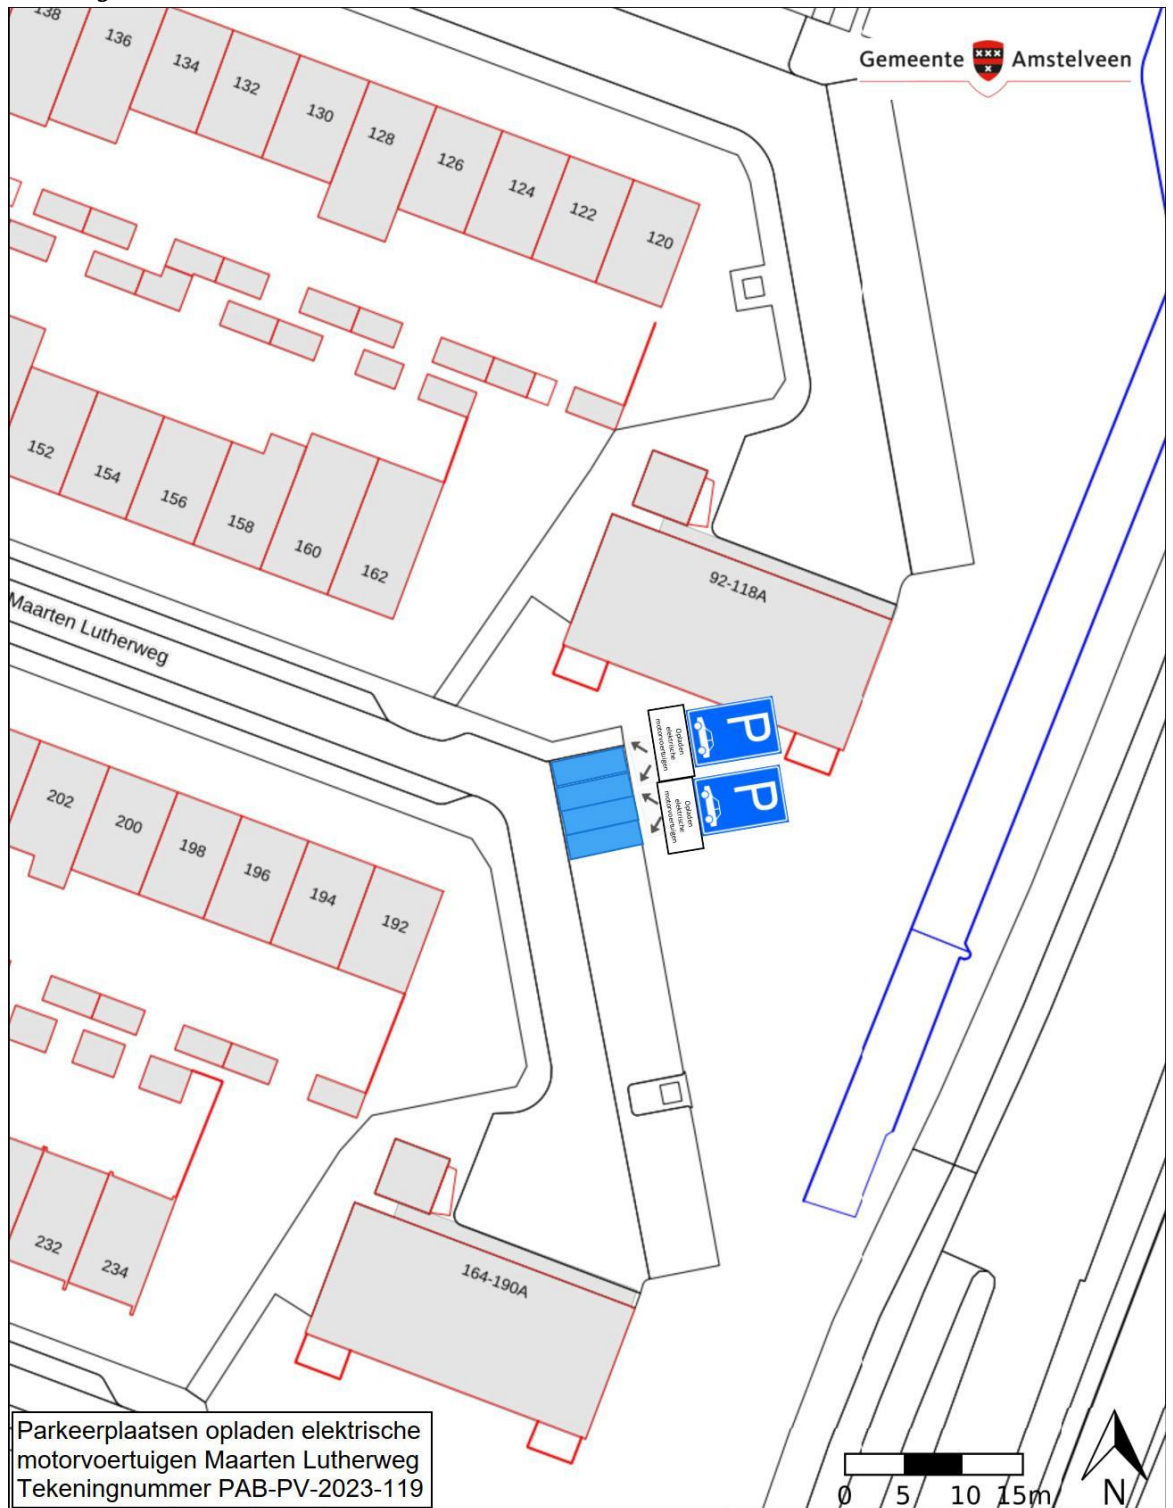 138
136
134
132
130
128
126
124
122
120
Gemeente Amstelveen
152
154
156
158
160
162
92-118A
Maarten Lutherweg
P
Opladen
elektrische
motorvoertuigen
P
Opladen
elektrische
motorvoertuigen
202
200
198
196
194
192
232
234
164-190A
Parkeerplaatsen opladen elektrische
motorvoertuigen Maarten Lutherweg
Tekeningnummer PAB-PV-2023-119
0 5 10 15m
N